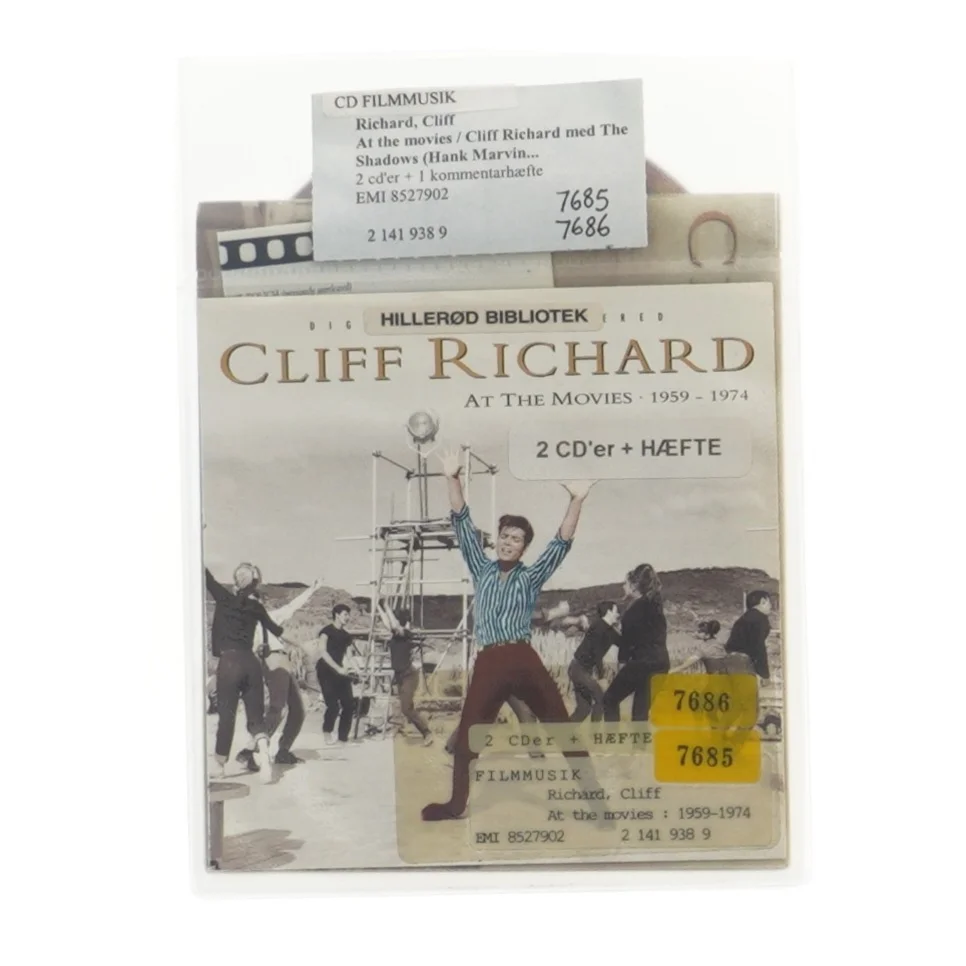 CD FILMMUSIK
Richard, Cliff
At the movies / Cliff Richard med The
Shadows (Hank Marvin...
2 cd'er + 1 kommentarhæfte
EMI 8527902
7685
2 141 938 9
7686
HILLERØD BIBLIOTEK
DIG ERED
CLIFF RICHARD
AT THE MOVIES · 1959 - 1974
2 CD'er + HÆFTE
7686
2 CDer + HÆFTE
7685
FILMMUSIK
Richard, Cliff
At the movies : 1959-1974
EMI 8527902 2 141 938 9